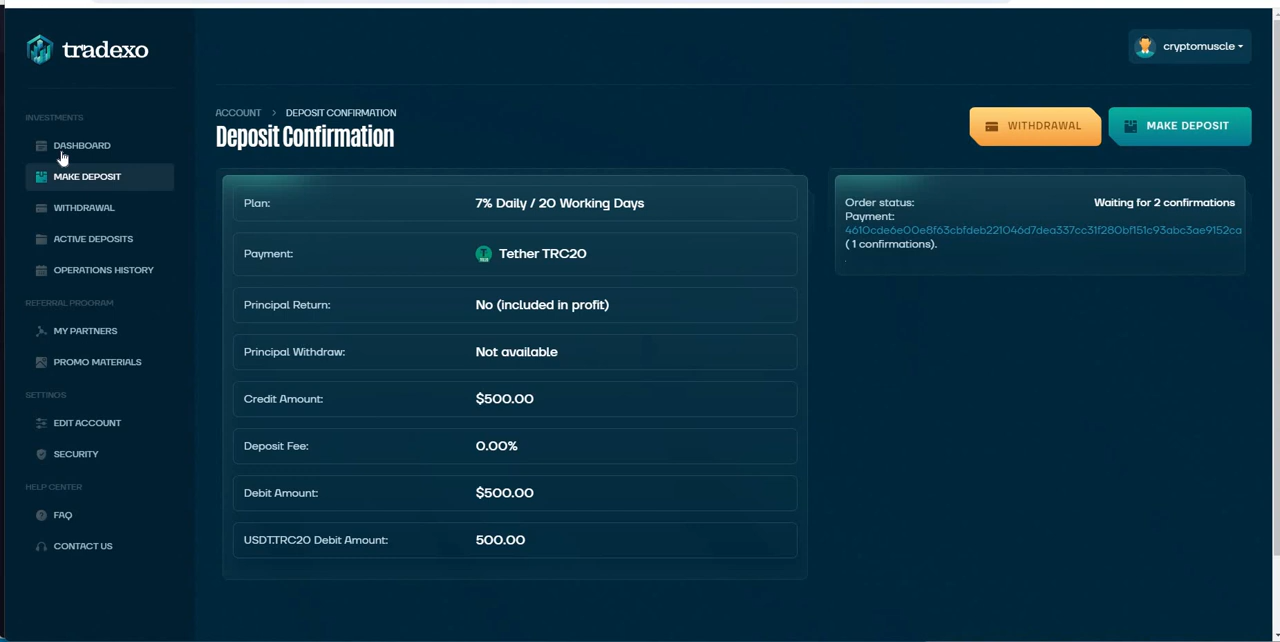 tradexo
cryptomuscle
INVESTMENTS
DASHBOARD
MAKE DEPOSIT
WITHDRAWAL
ACTIVE DEPOSITS
OPERATIONS HISTORY
REFERRAL PROGRAM
MY PARTNERS
PROMO MATERIALS
SETTINGS
EDIT ACCOUNT
SECURITY
HELP CENTER
FAQ
CONTACT US
ACCOUNT > DEPOSIT CONFIRMATION
Deposit Confirmation
WITHDRAWAL
MAKE DEPOSIT
Plan: 7% Daily / 20 Working Days
Payment: Tether TRC20
Principal Return: No (included in profit)
Principal Withdraw: Not available
Credit Amount: $500.00
Deposit Fee: 0.00%
Debit Amount: $500.00
USDT.TRC20 Debit Amount: 500.00
Order status: Waiting for 2 confirmations
Payment:
4610cde6e00e8f63cbfdeb221046d7dea337cc31f280bf151c93abc3ae9152ca
( 1 confirmations).
.